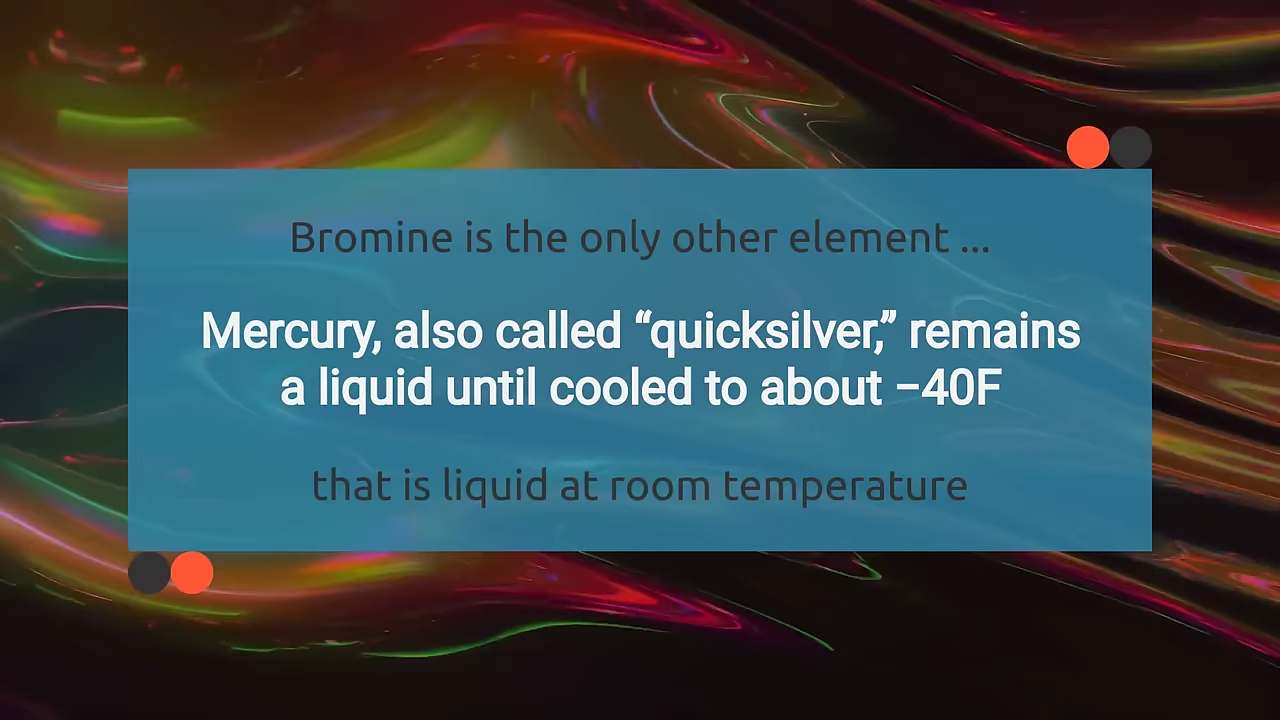 Bromine is the only other element ...
Mercury, also called “quicksilver,” remains
a liquid until cooled to about −40F
that is liquid at room temperature